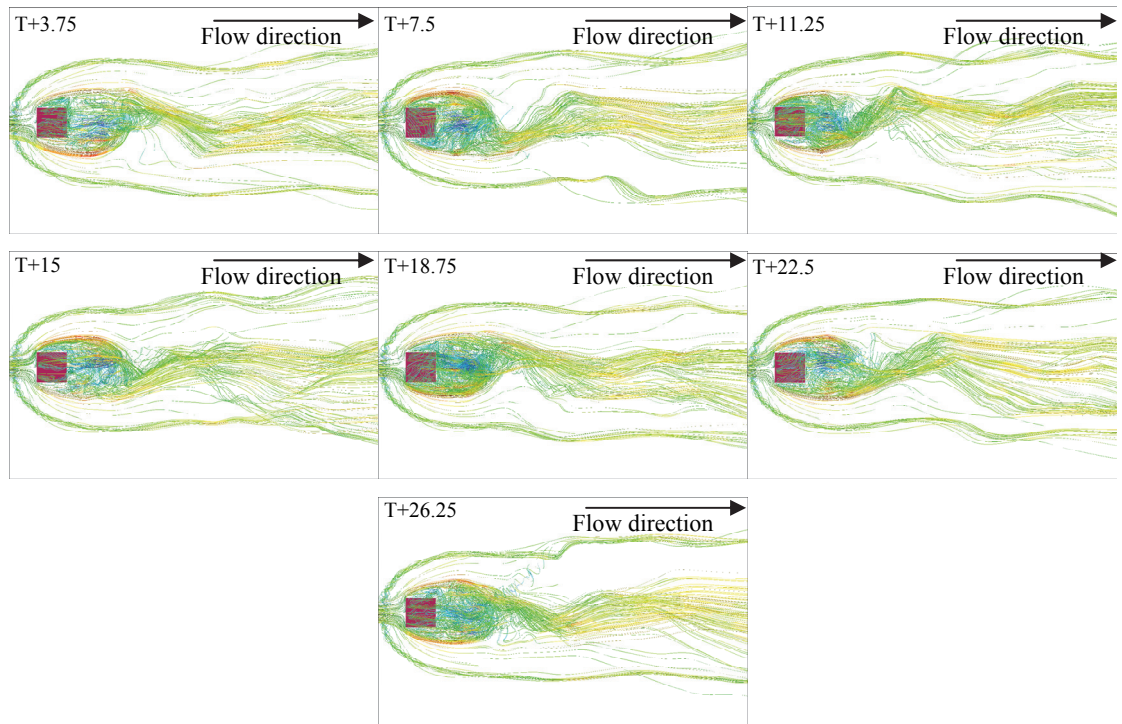 T+3.75
Flow direction
T+7.5
Flow direction
T+11.25
Flow direction
T+15
Flow direction
T+18.75
Flow direction
T+22.5
Flow direction
T+26.25
Flow direction